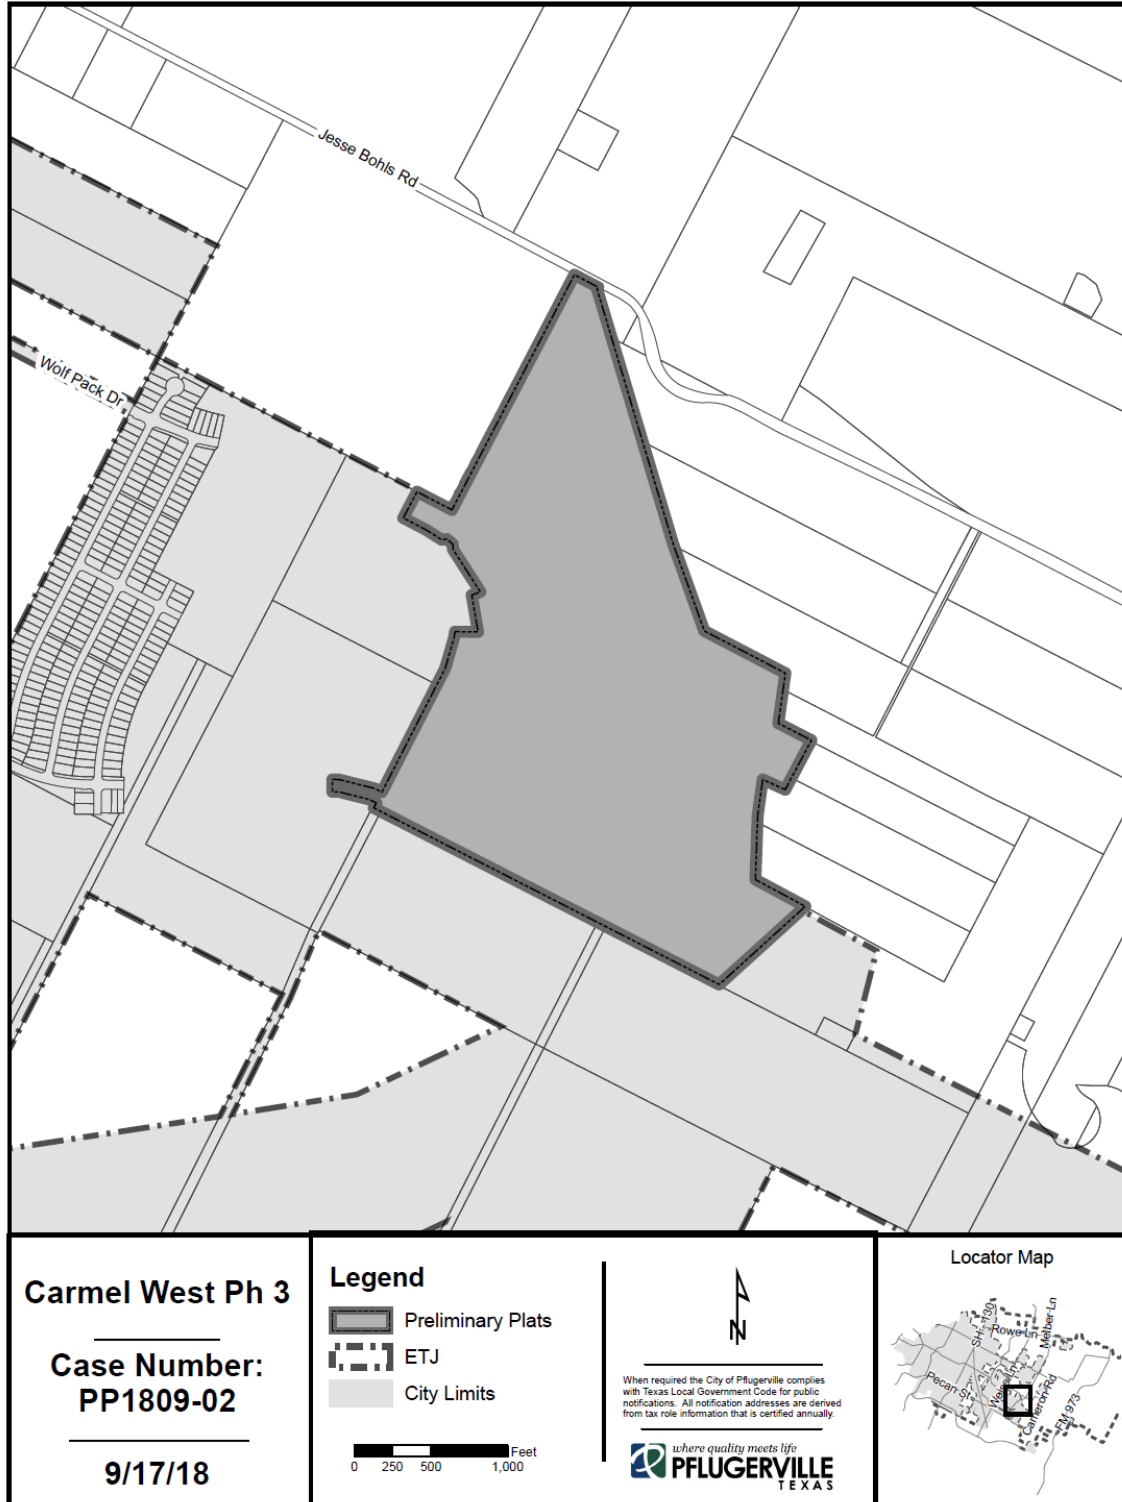 Jesse Bohls Rd
Wolf Pack Dr
Carmel West Ph 3
Case Number:
PP1809-02
9/17/18
Legend
Preliminary Plats
ETJ
City Limits
Feet
0 250 500 1,000
N
When required the City of Pflugerville complies
with Texas Local Government Code for public
notifications. All notification addresses are derived
from tax role information that is certified annually.
where quality meets life
PFLUGERVILLE
TEXAS
Locator Map
SH 130
Rowe Ln
Melber Ln
Pecan St
Weiss Ln
Cameron Rd
FM 973